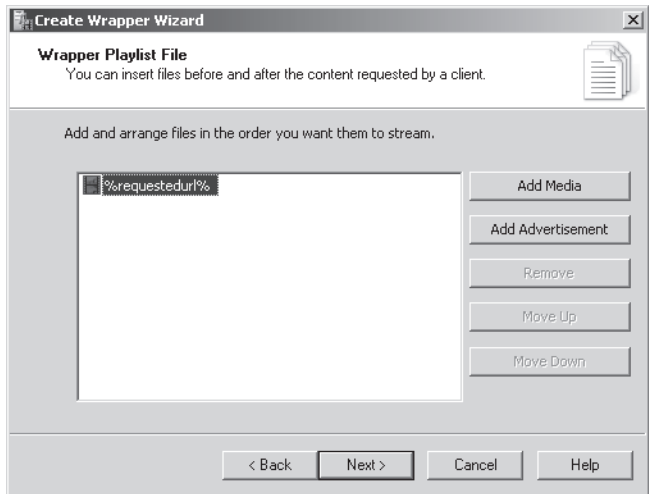 Create Wrapper Wizard
Wrapper Playlist File
You can insert files before and after the content requested by a client.
Add and arrange files in the order you want them to stream.
%requestedurl%
Add Media
Add Advertisement
Remove
Move Up
Move Down
< Back
Next >
Cancel
Help